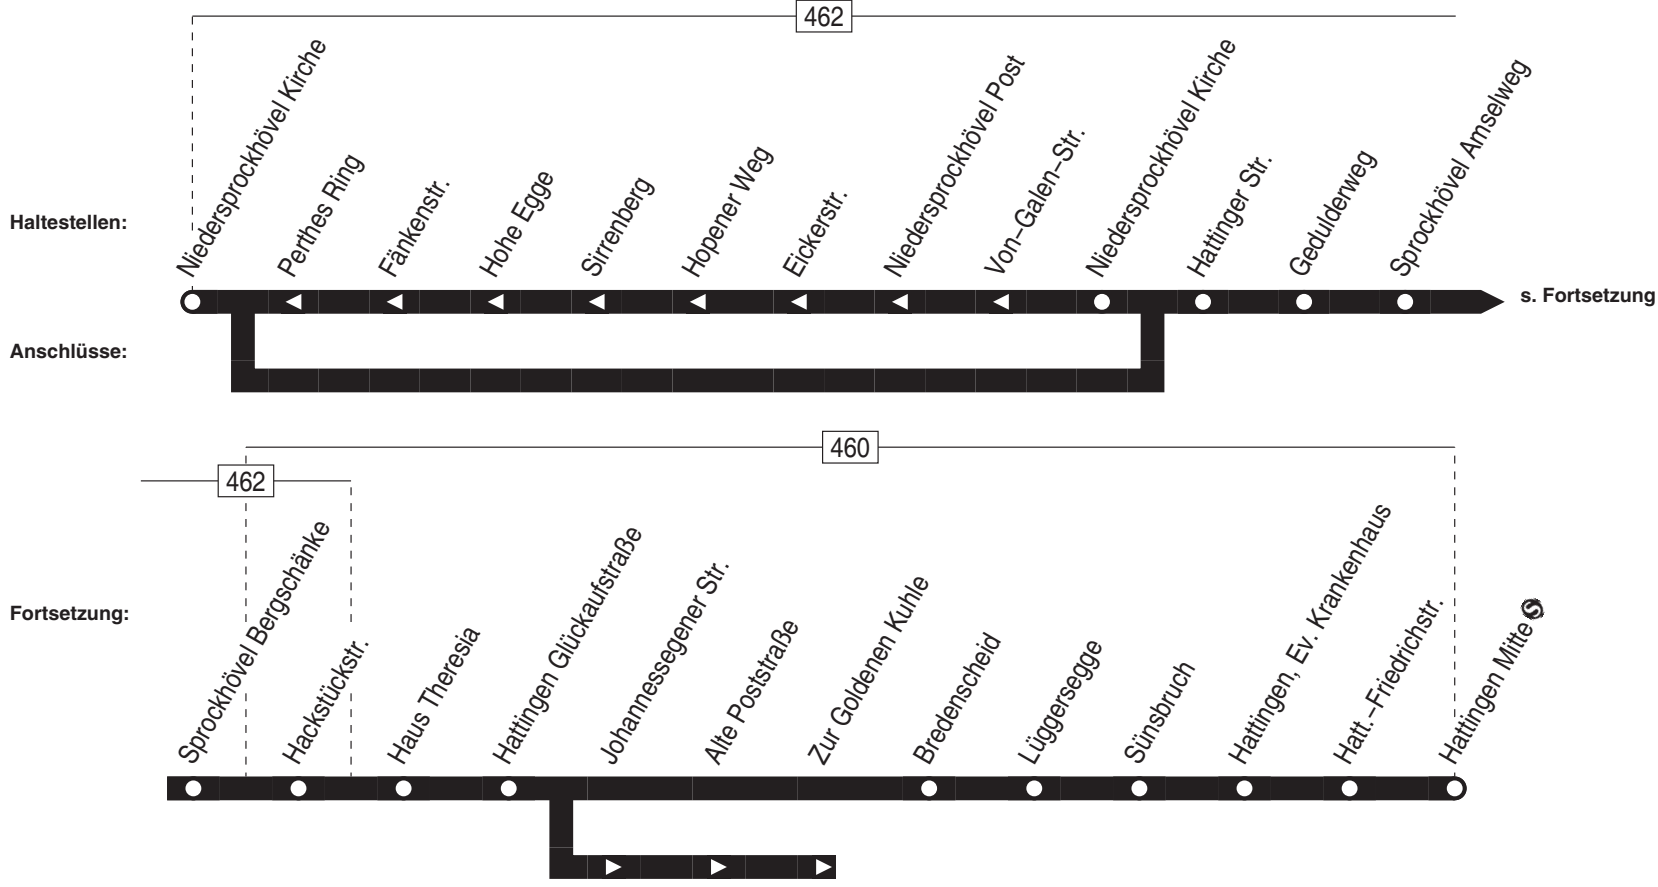 462
Niedersprockhövel Kirche
Perthes Ring
Fänkenstr.
Hohe Egge
Sirrenberg
Hopener Weg
Eickerstr.
Niedersprockhövel Post
Von-Galen-Str.
Niedersprockhövel Kirche
Hattinger Str.
Gedulderweg
Sprockhövel Amselweg
Haltestellen:
s. Fortsetzung
Anschlüsse:
460
462
Fortsetzung:
Sprockhövel Bergschänke
Hackstückstr.
Haus Theresia
Hattingen Glückaufstraße
Johannessegener Str.
Alte Poststraße
Zur Goldenen Kuhle
Bredenscheid
Lüggersegge
Sünsbruch
Hattingen, Ev. Krankenhaus
Hatt.-Friedrichstr.
Hattingen Mitte S